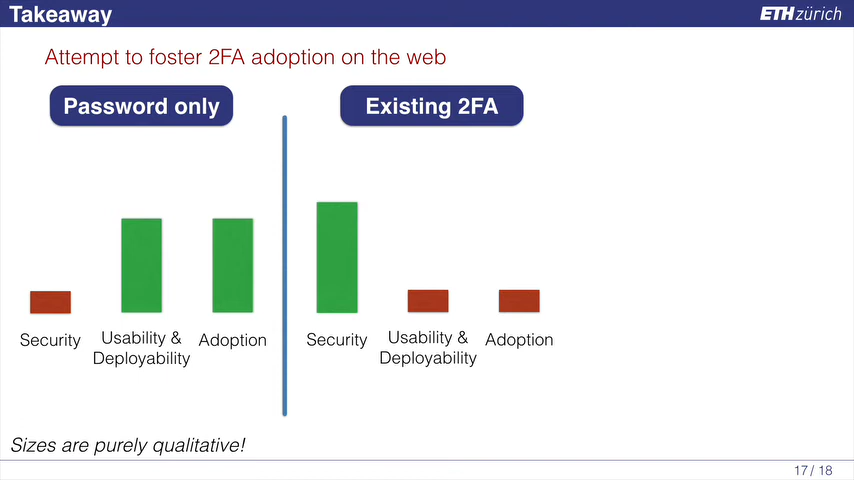 Takeaway
ETH zürich
Attempt to foster 2FA adoption on the web
Password only
Existing 2FA
Security
Usability &
Deployability
Adoption
Security
Usability &
Deployability
Adoption
Sizes are purely qualitative!
17 / 18